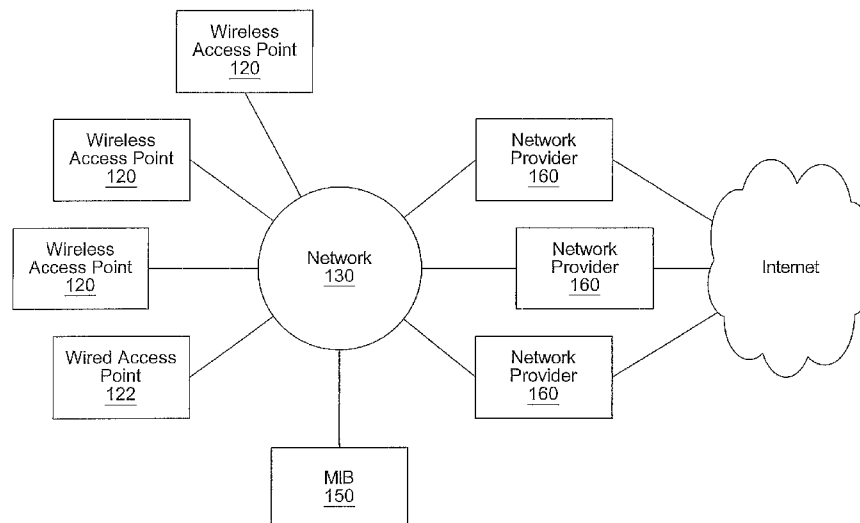 Wireless
Access Point
120
Wireless
Access Point
120
Wireless
Access Point
120
Wired Access
Point
122
Network
130
MIB
150
Network
Provider
160
Network
Provider
160
Network
Provider
160
Internet